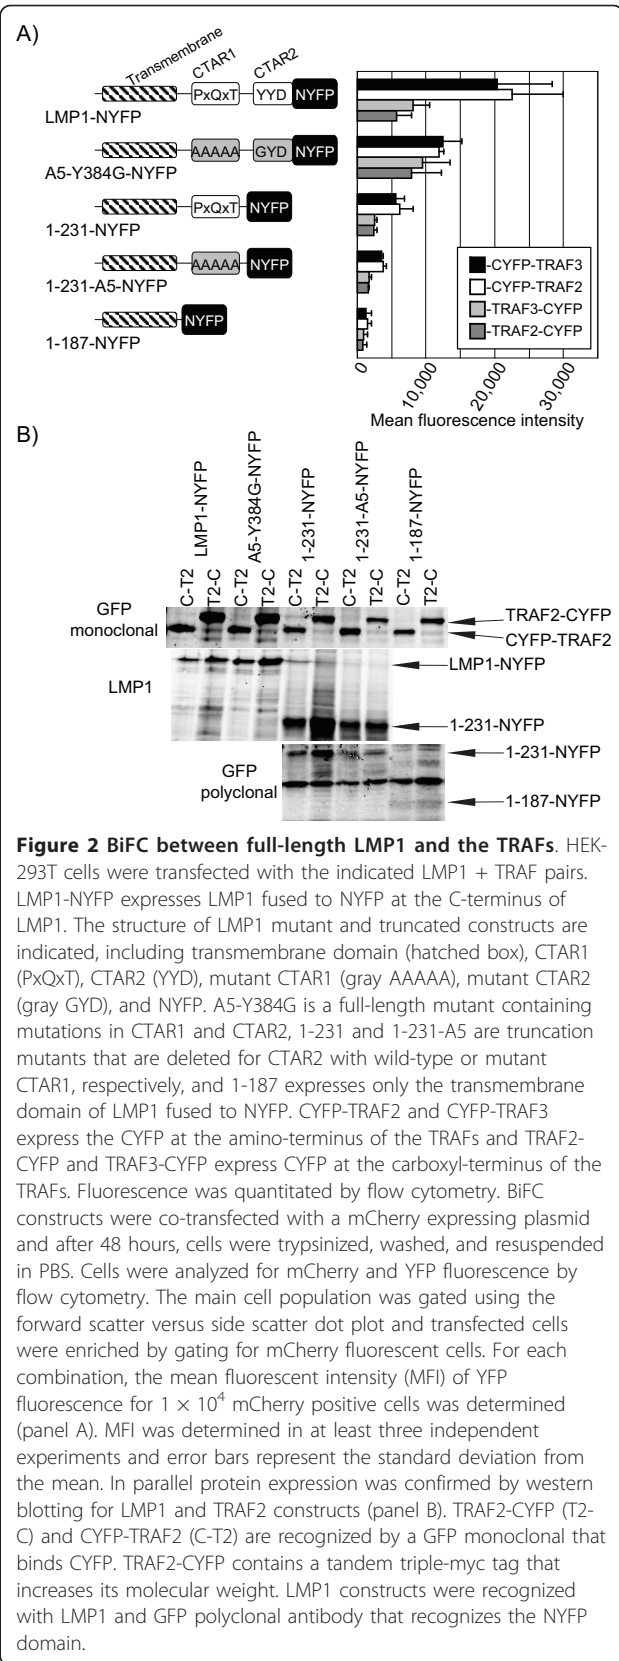 A)
Transmembrane
CTAR1
CTAR2
PxQxT
YYD
NYFP
LMP1-NYFP
AAAAA
GYD
NYFP
A5-Y384G-NYFP
PxQxT
NYFP
1-231-NYFP
AAAAA
NYFP
1-231-A5-NYFP
NYFP
1-187-NYFP
-CYFP-TRAF3
-CYFP-TRAF2
-TRAF3-CYFP
-TRAF2-CYFP
0
10,000
20,000
30,000
Mean fluorescence intensity
B)
LMP1-NYFP
A5-Y384G-NYFP
1-231-NYFP
1-231-A5-NYFP
1-187-NYFP
C-T2
T2-C
C-T2
T2-C
C-T2
T2-C
C-T2
T2-C
C-T2
T2-C
GFP
monoclonal
TRAF2-CYFP
CYFP-TRAF2
LMP1
LMP1-NYFP
1-231-NYFP
GFP
polyclonal
1-231-NYFP
1-187-NYFP
Figure 2 BiFC between full-length LMP1 and the TRAFs. HEK-
293T cells were transfected with the indicated LMP1 + TRAF pairs.
LMP1-NYFP expresses LMP1 fused to NYFP at the C-terminus of
LMP1. The structure of LMP1 mutant and truncated constructs are
indicated, including transmembrane domain (hatched box), CTAR1
(PxQxT), CTAR2 (YYD), mutant CTAR1 (gray AAAAA), mutant CTAR2
(gray GYD), and NYFP. A5-Y384G is a full-length mutant containing
mutations in CTAR1 and CTAR2, 1-231 and 1-231-A5 are truncation
mutants that are deleted for CTAR2 with wild-type or mutant
CTAR1, respectively, and 1-187 expresses only the transmembrane
domain of LMP1 fused to NYFP. CYFP-TRAF2 and CYFP-TRAF3
express the CYFP at the amino-terminus of the TRAFs and TRAF2-
CYFP and TRAF3-CYFP express CYFP at the carboxyl-terminus of the
TRAFs. Fluorescence was quantitated by flow cytometry. BiFC
constructs were co-transfected with a mCherry expressing plasmid
and after 48 hours, cells were trypsinized, washed, and resuspended
in PBS. Cells were analyzed for mCherry and YFP fluorescence by
flow cytometry. The main cell population was gated using the
forward scatter versus side scatter dot plot and transfected cells
were enriched by gating for mCherry fluorescent cells. For each
combination, the mean fluorescent intensity (MFI) of YFP
fluorescence for 1 × 10⁴ mCherry positive cells was determined
(panel A). MFI was determined in at least three independent
experiments and error bars represent the standard deviation from
the mean. In parallel protein expression was confirmed by western
blotting for LMP1 and TRAF2 constructs (panel B). TRAF2-CYFP (T2-
C) and CYFP-TRAF2 (C-T2) are recognized by a GFP monoclonal that
binds CYFP. TRAF2-CYFP contains a tandem triple-myc tag that
increases its molecular weight. LMP1 constructs were recognized
with LMP1 and GFP polyclonal antibody that recognizes the NYFP
domain.